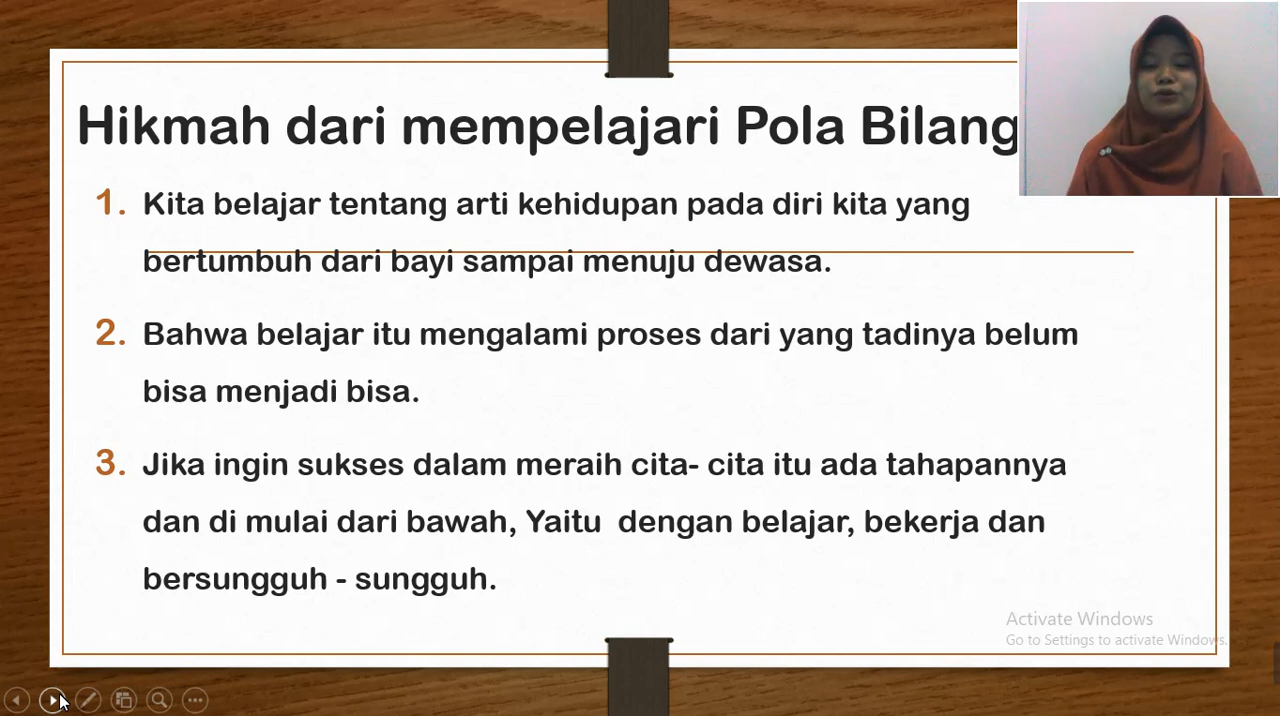 Hikmah dari mempelajari Pola Bilang
1. Kita belajar tentang arti kehidupan pada diri kita yang
bertumbuh dari bayi sampai menuju dewasa.
2. Bahwa belajar itu mengalami proses dari yang tadinya belum
bisa menjadi bisa.
3. Jika ingin sukses dalam meraih cita- cita itu ada tahapannya
dan di mulai dari bawah, Yaitu  dengan belajar, bekerja dan
bersungguh - sungguh.
Activate Windows
Go to Settings to activate Windows.